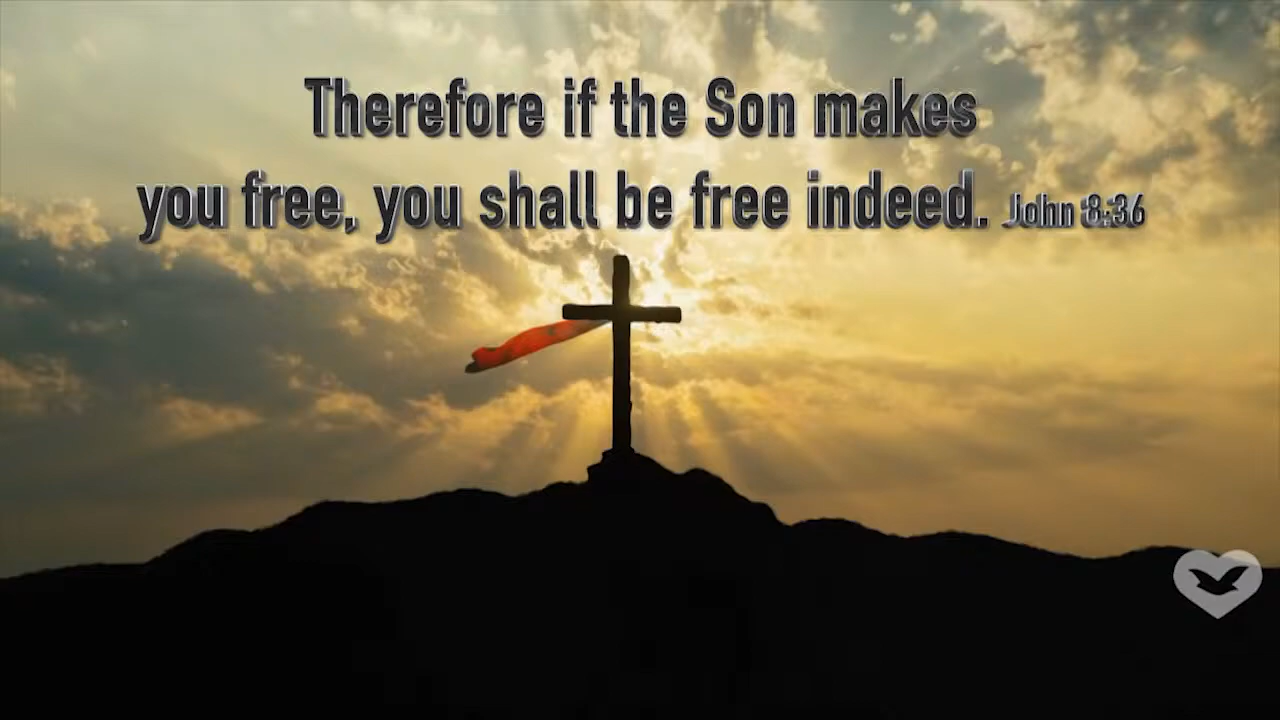 Therefore if the Son makes
you free, you shall be free indeed. John 8:36